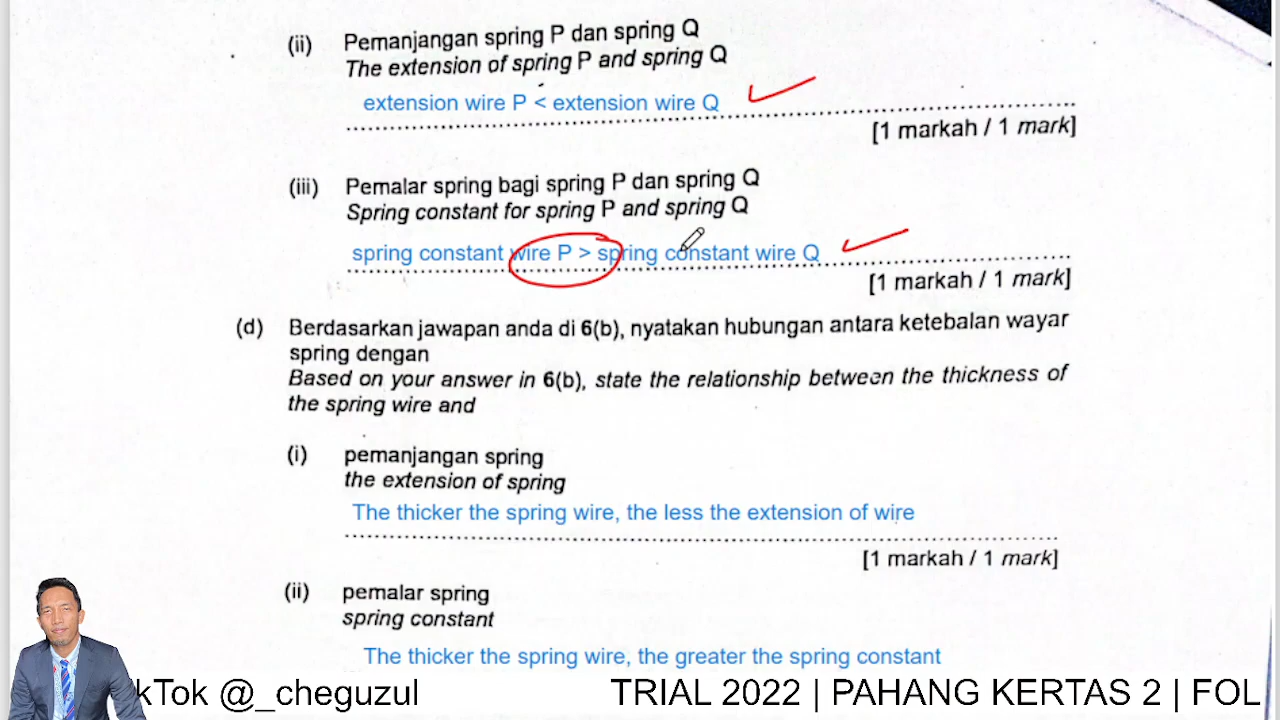 (ii) Pemanjangan spring P dan spring Q
The extension of spring P and spring Q
extension wire P < extension wire Q
[1 markah / 1 mark]
(iii) Pemalar spring bagi spring P dan spring Q
Spring constant for spring P and spring Q
spring constant wire P > spring constant wire Q
[1 markah / 1 mark]
(d) Berdasarkan jawapan anda di 6(b), nyatakan hubungan antara ketebalan wayar
spring dengan
Based on your answer in 6(b), state the relationship between the thickness of
the spring wire and
(i) pemanjangan spring
the extension of spring
The thicker the spring wire, the less the extension of wire
[1 markah / 1 mark]
(ii) pemalar spring
spring constant
The thicker the spring wire, the greater the spring constant
kTok @_cheguzul TRIAL 2022 | PAHANG KERTAS 2 | FOL